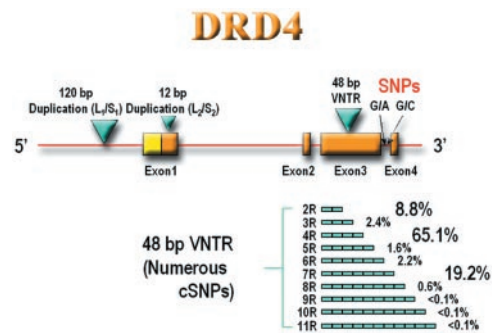 DRD4
120 bp
Duplication (L₁/S₁)
12 bp
Duplication (L₂/S₂)
48 bp
VNTR
SNPs
G/A G/C
5' 3'
Exon1 Exon2 Exon3 Exon4
48 bp VNTR
(Numerous
cSNPs)
2R 8.8%
3R 2.4%
4R 65.1%
5R 1.6%
6R 2.2%
7R 19.2%
8R 0.6%
9R <0.1%
10R <0.1%
11R <0.1%